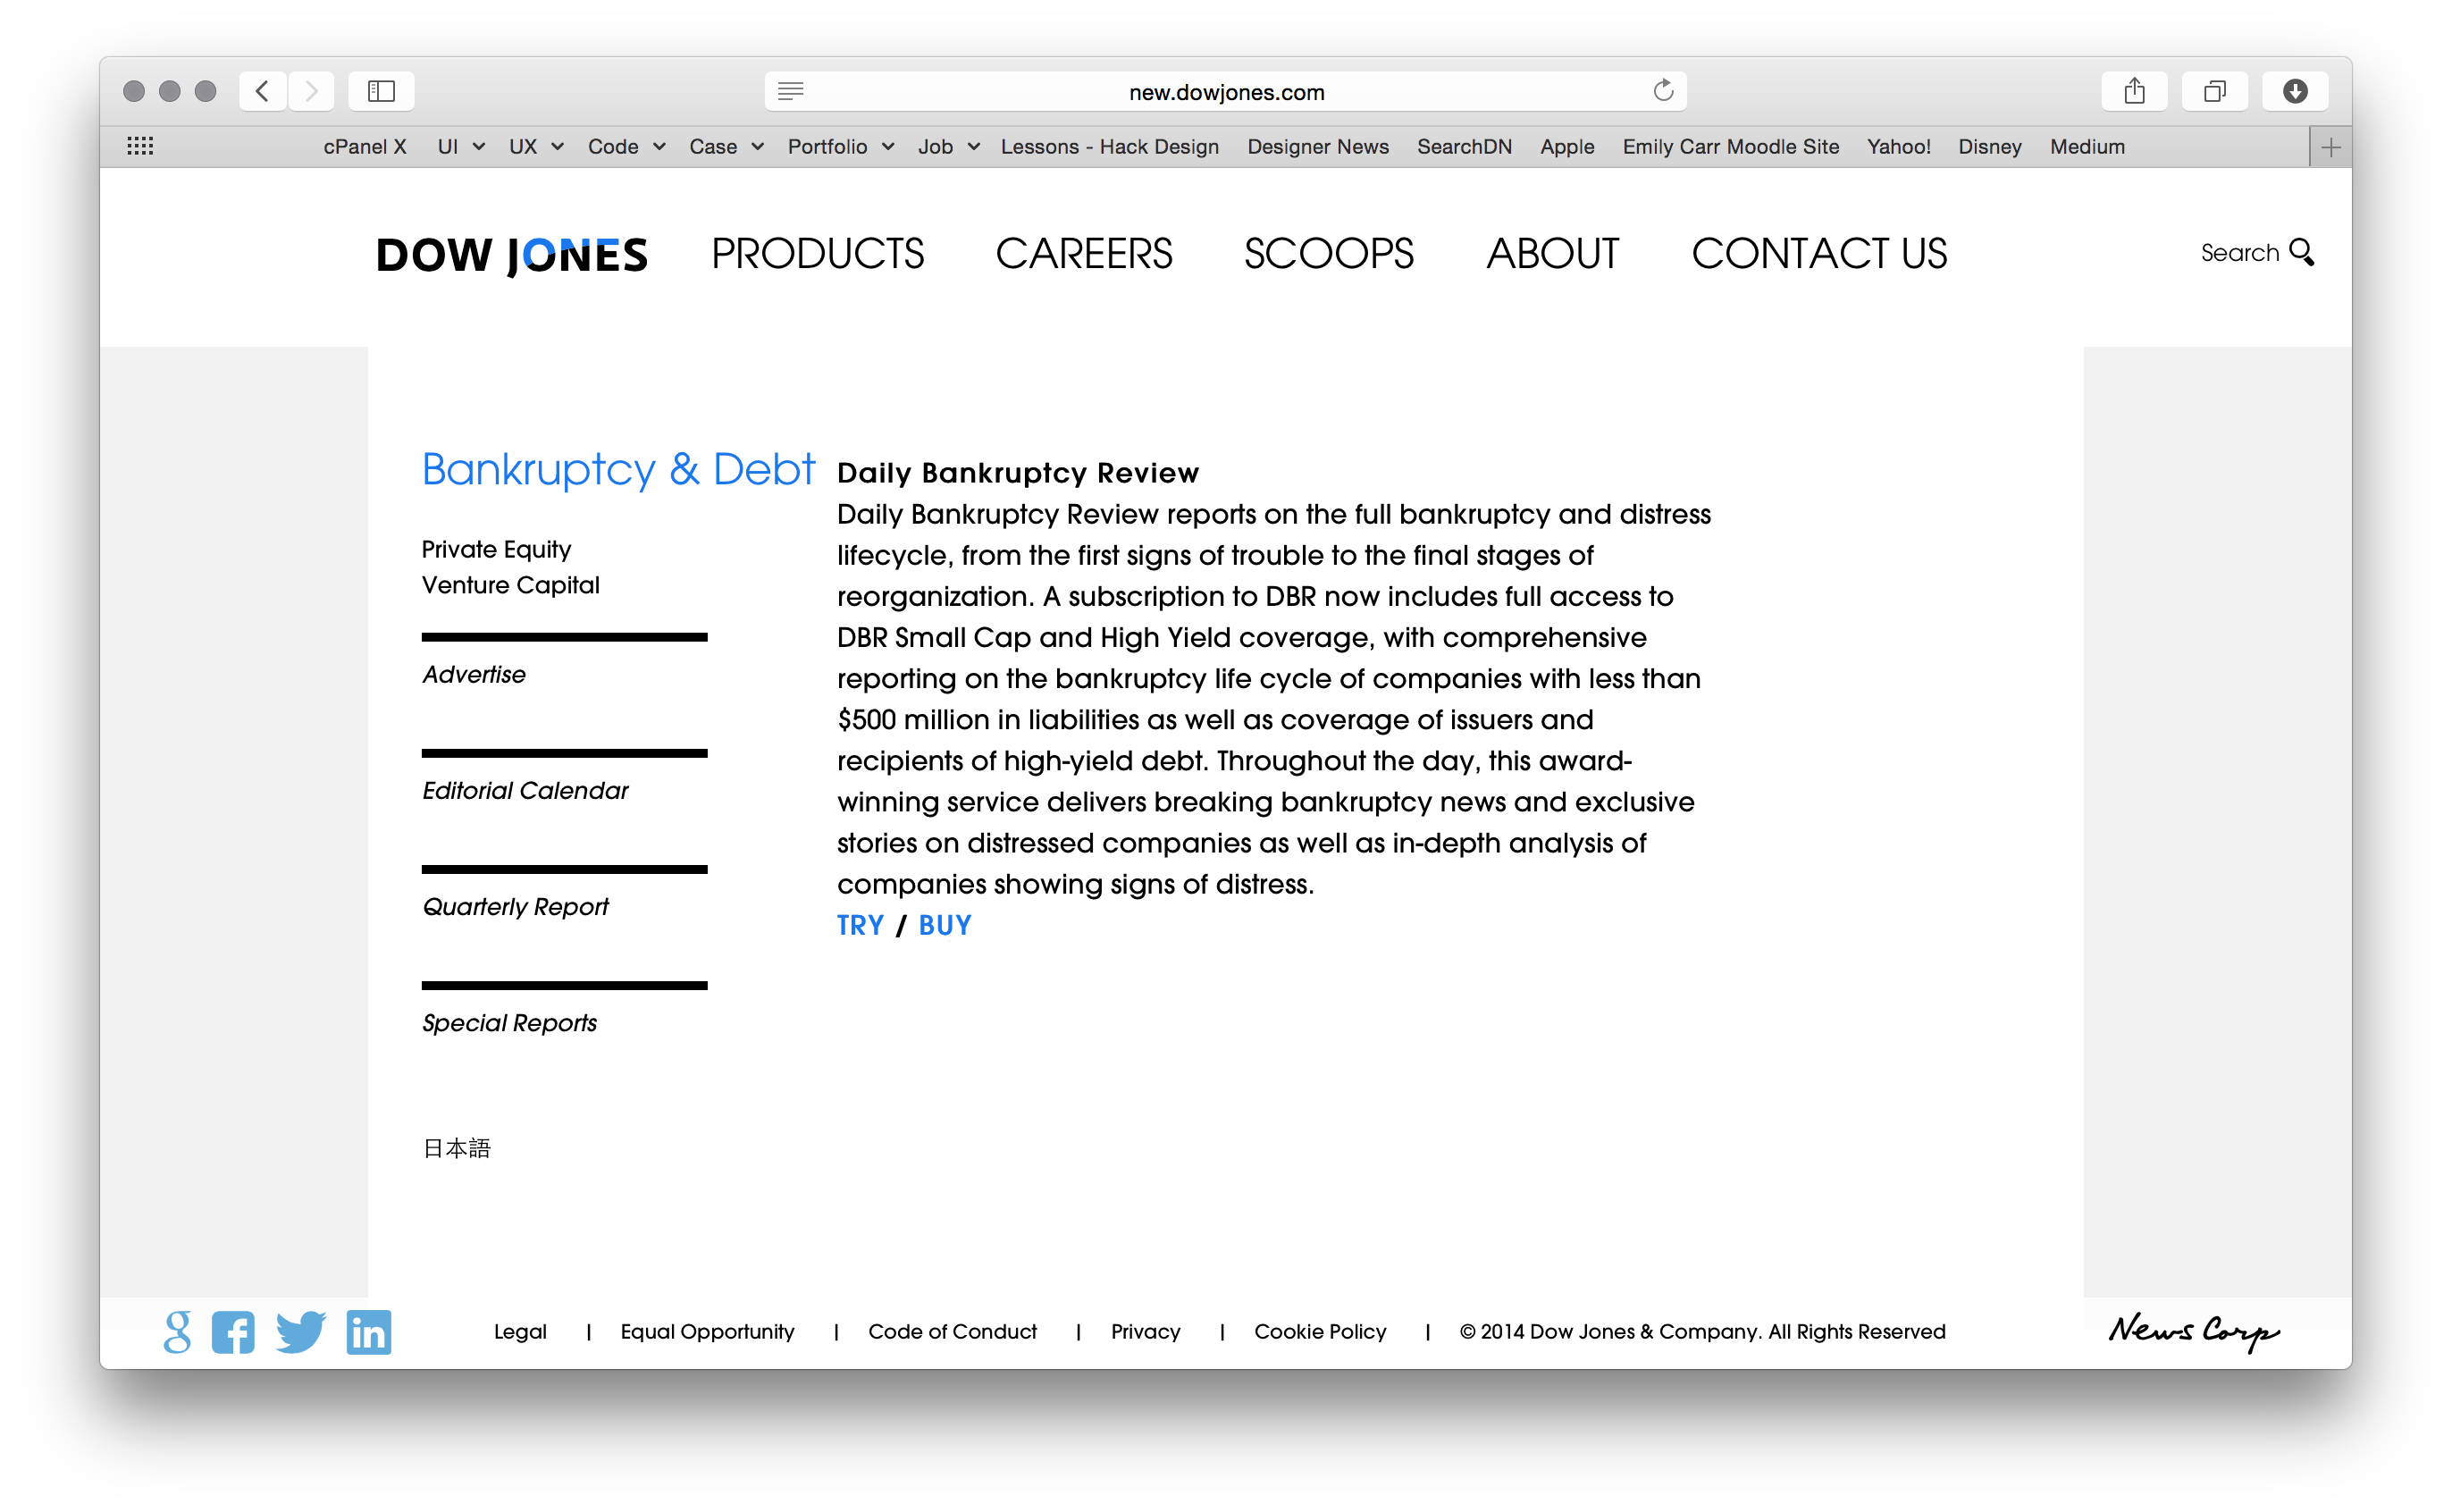 new.dowjones.com
cPanel X UI UX Code Case Portfolio Job Lessons - Hack Design Designer News SearchDN Apple Emily Carr Moodle Site Yahoo! Disney Medium
DOW JONES PRODUCTS CAREERS SCOOPS ABOUT CONTACT US Search
Bankruptcy & Debt
Private Equity
Venture Capital
Advertise
Editorial Calendar
Quarterly Report
Special Reports
日本語
Daily Bankruptcy Review
Daily Bankruptcy Review reports on the full bankruptcy and distress
lifecycle, from the first signs of trouble to the final stages of
reorganization. A subscription to DBR now includes full access to
DBR Small Cap and High Yield coverage, with comprehensive
reporting on the bankruptcy life cycle of companies with less than
$500 million in liabilities as well as coverage of issuers and
recipients of high-yield debt. Throughout the day, this award-
winning service delivers breaking bankruptcy news and exclusive
stories on distressed companies as well as in-depth analysis of
companies showing signs of distress.
TRY / BUY
g f in Legal | Equal Opportunity | Code of Conduct | Privacy | Cookie Policy | © 2014 Dow Jones & Company. All Rights Reserved News Corp